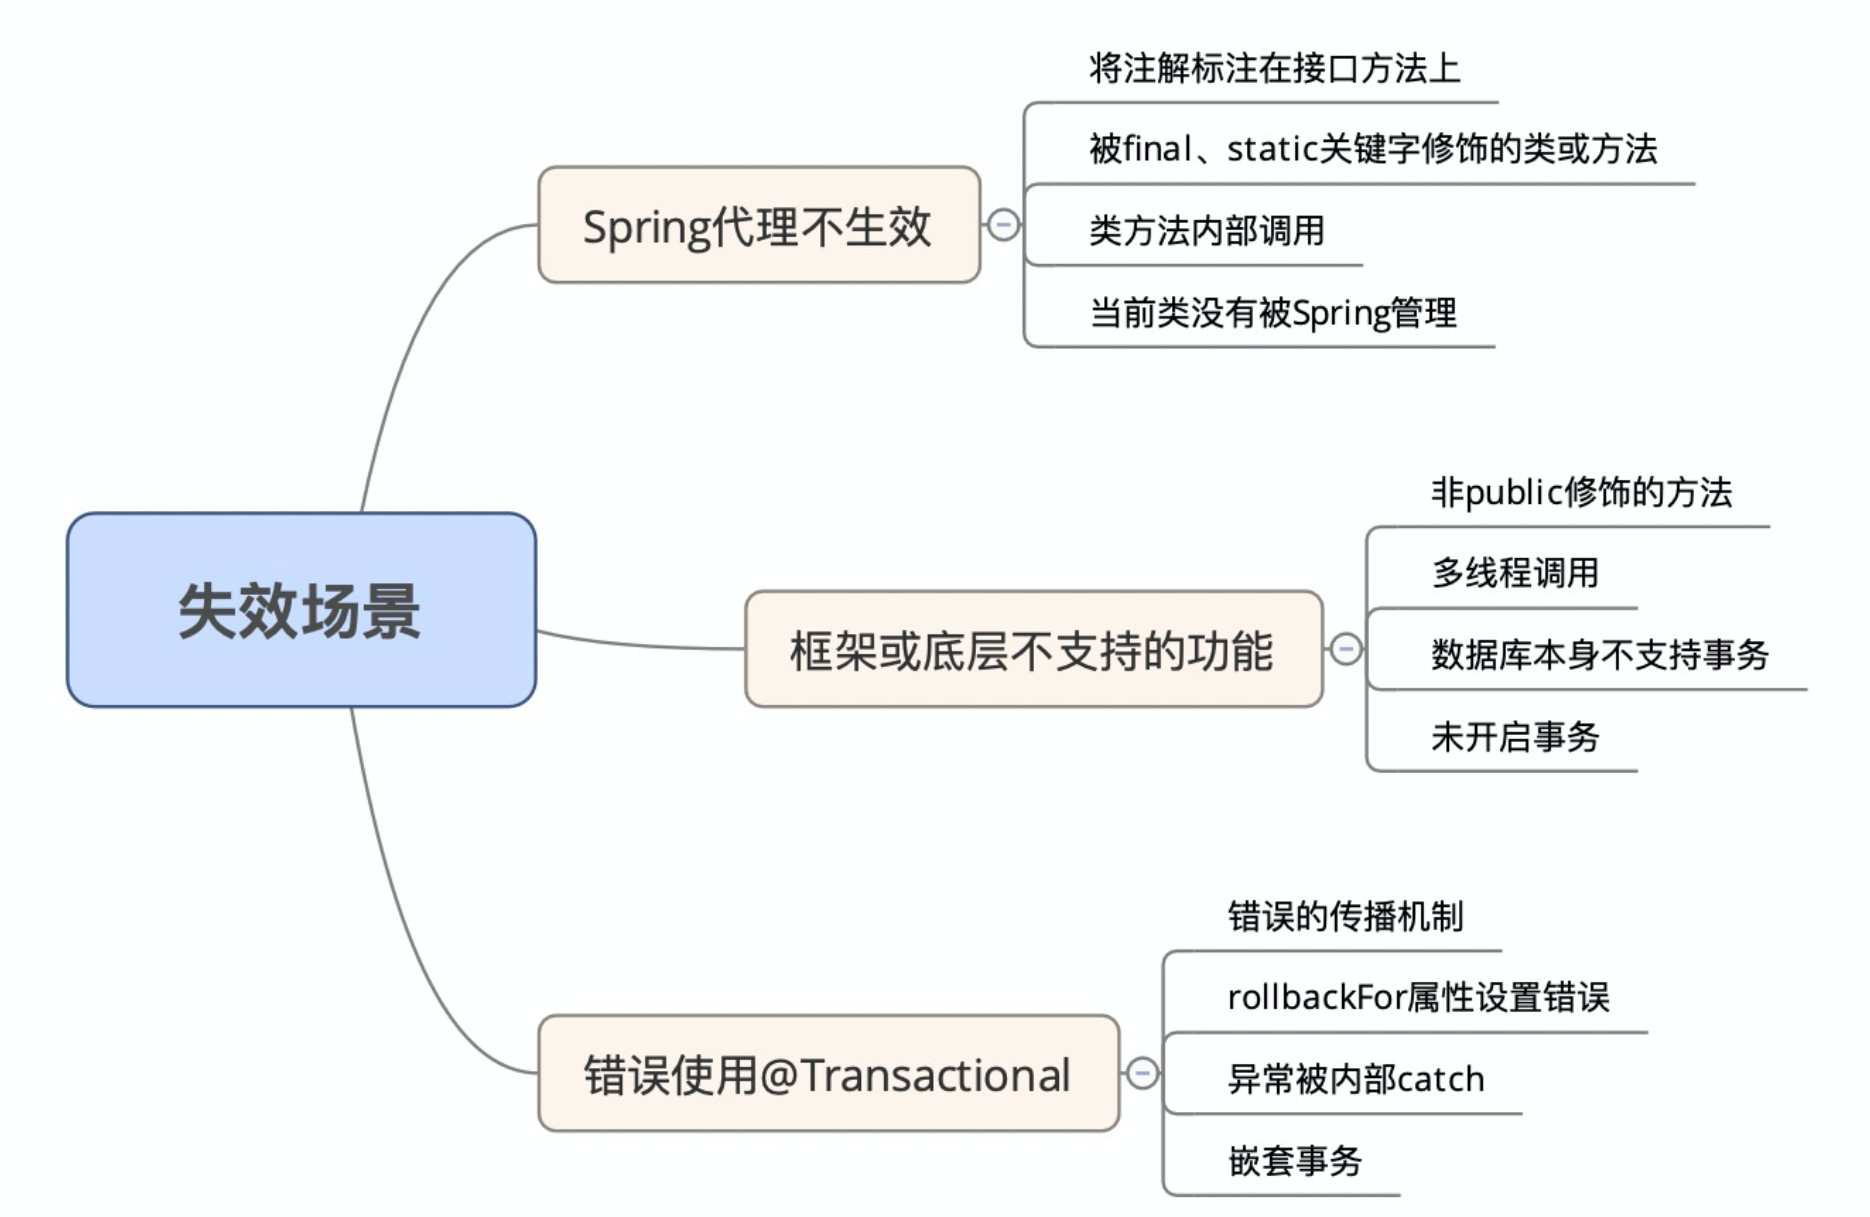 失效场景
Spring代理不生效
将注解标注在接口方法上
被final、static关键字修饰的类或方法
类方法内部调用
当前类没有被Spring管理
框架或底层不支持的功能
非public修饰的方法
多线程调用
数据库本身不支持事务
未开启事务
错误使用@Transactional
错误的传播机制
rollbackFor属性设置错误
异常被内部catch
嵌套事务